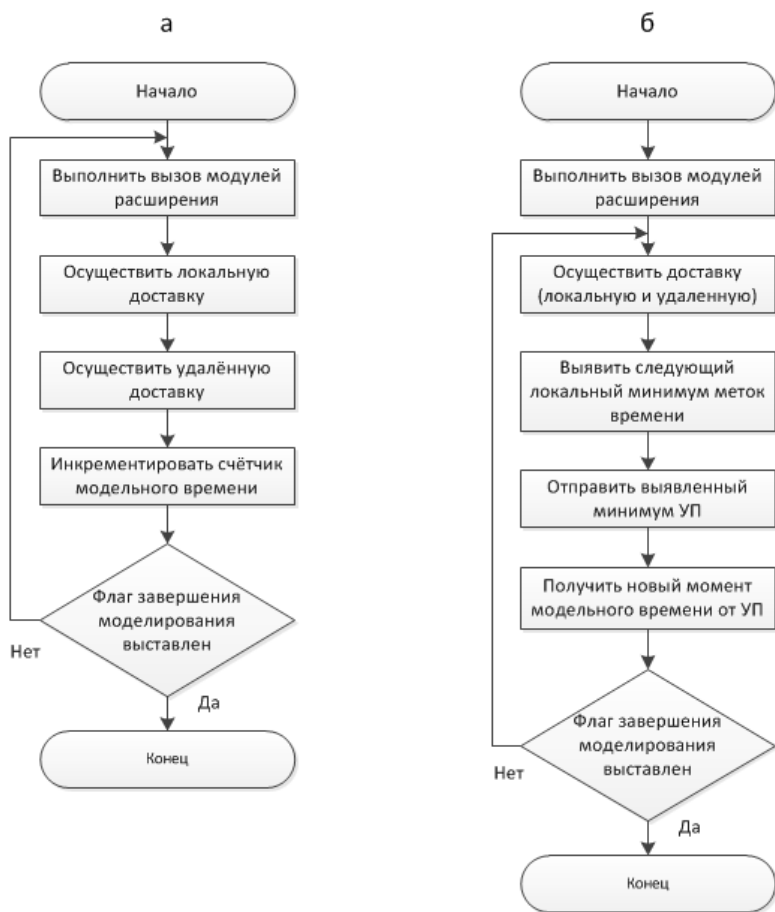 а
Начало
Выполнить вызов модулей
расширения
Осуществить локальную
доставку
Осуществить удалённую
доставку
Инкрементировать счётчик
модельного времени
Флаг завершения
моделирования
выставлен
Нет
Да
Конец
б
Начало
Выполнить вызов модулей
расширения
Осуществить доставку
(локальную и удаленную)
Выявить следующий
локальный минимум меток
времени
Отправить выявленный
минимум УП
Получить новый момент
модельного времени от УП
Флаг завершения
моделирования
выставлен
Нет
Да
Конец